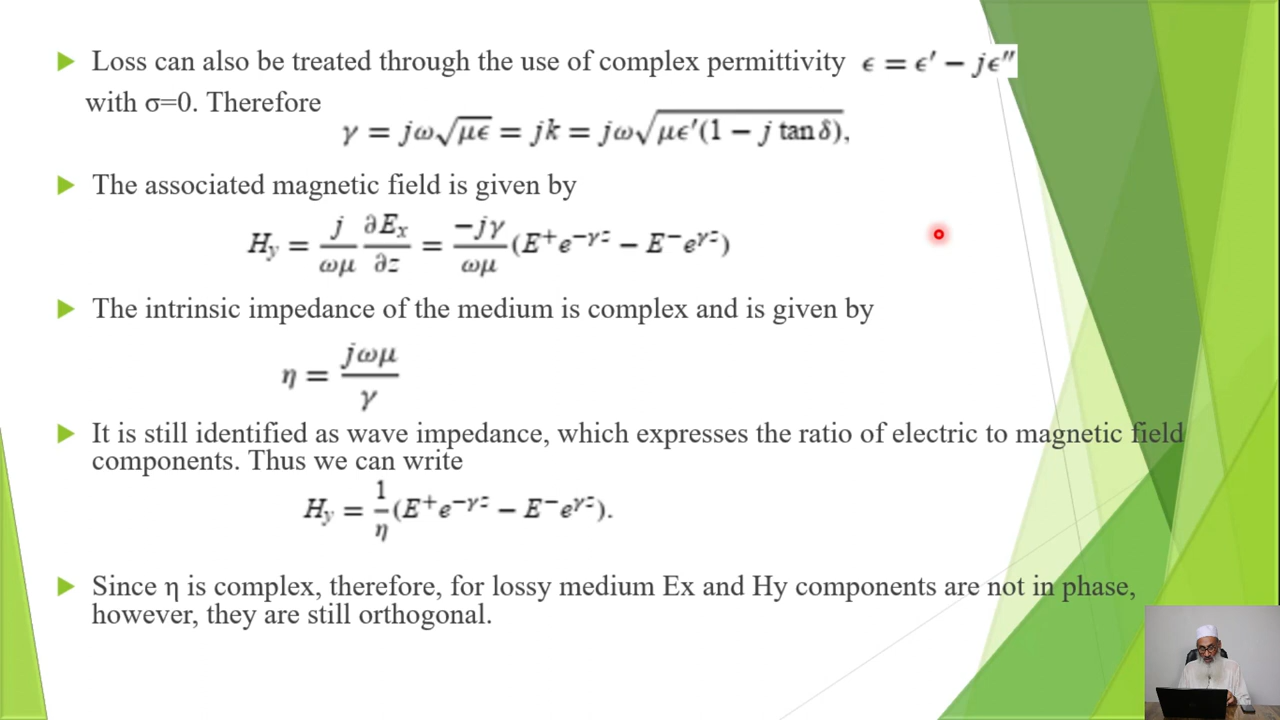 Loss can also be treated through the use of complex permittivity ϵ = ϵ′ − jϵ″
with σ=0. Therefore
γ = jω√μϵ = jk = jω√μϵ′(1 − j tan δ),
The associated magnetic field is given by
H_y = j/ωμ ∂E_x/∂z = −jγ/ωμ (E⁺e^{−γz} − E⁻e^{γz})
The intrinsic impedance of the medium is complex and is given by
η = jωμ/γ
It is still identified as wave impedance, which expresses the ratio of electric to magnetic field
components. Thus we can write
H_y = 1/η (E⁺e^{−γz} − E⁻e^{γz}).
Since η is complex, therefore, for lossy medium Ex and Hy components are not in phase,
however, they are still orthogonal.